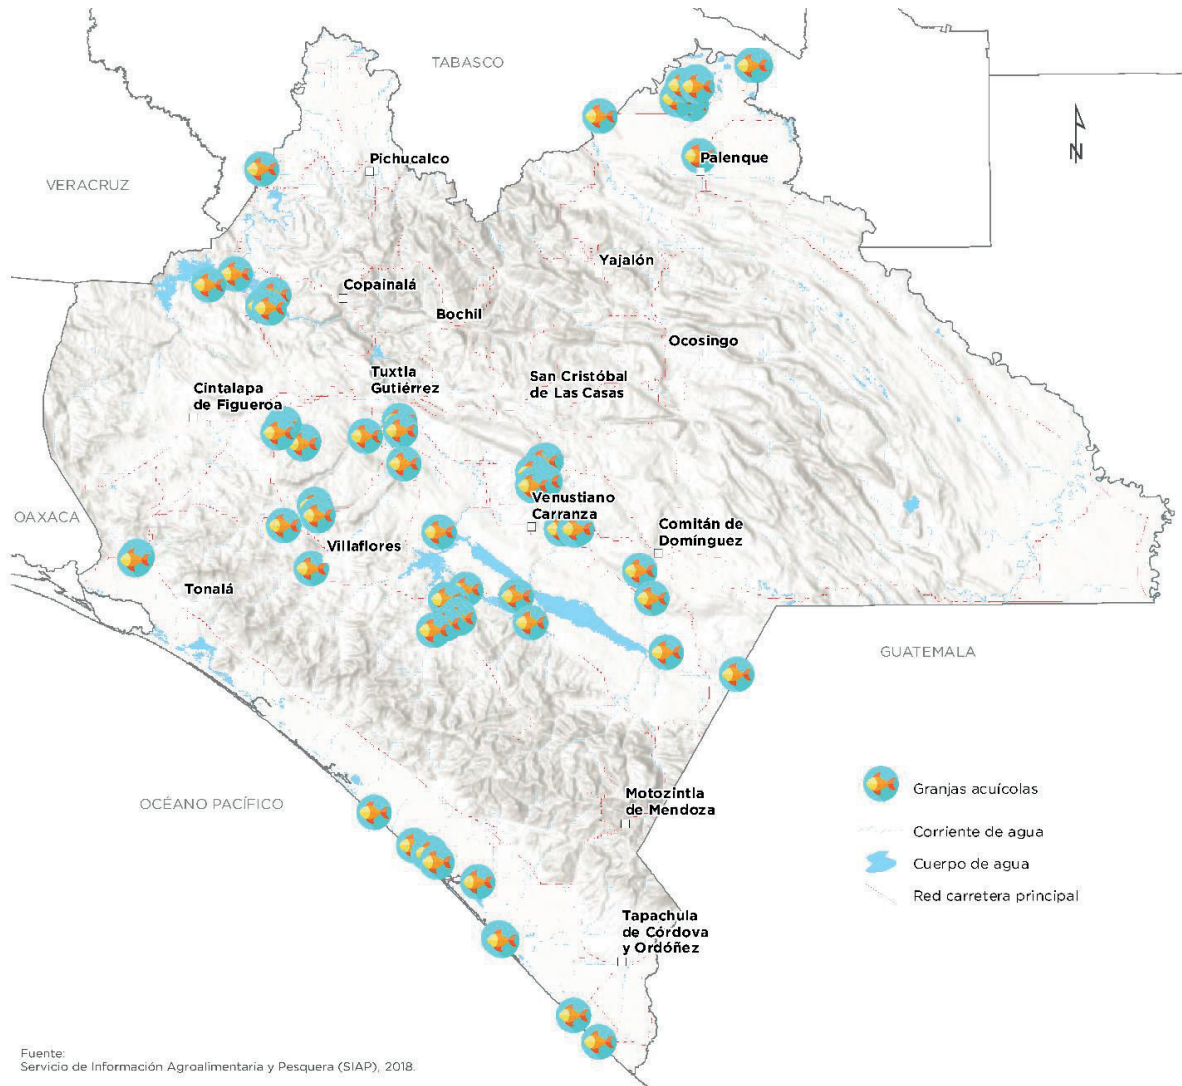 TABASCO
Pichucalco
Palenque
VERACRUZ
Yajalón
Copainalá
Bochil
Ocosingo
Tuxtla
Gutiérrez
San Cristóbal
de Las Casas
Cintalapa
de Figueroa
Venustiano
Carranza
OAXACA
Comitán de
Domínguez
Villaflores
Tonalá
GUATEMALA
N
Granjas acuícolas
Motozintla
de Mendoza
OCÉANO PACÍFICO
Corriente de agua
Cuerpo de agua
Red carretera principal
Tapachula
de Córdova
y Ordóñez
Fuente:
Servicio de Información Agroalimentaria y Pesquera (SIAP), 2018.